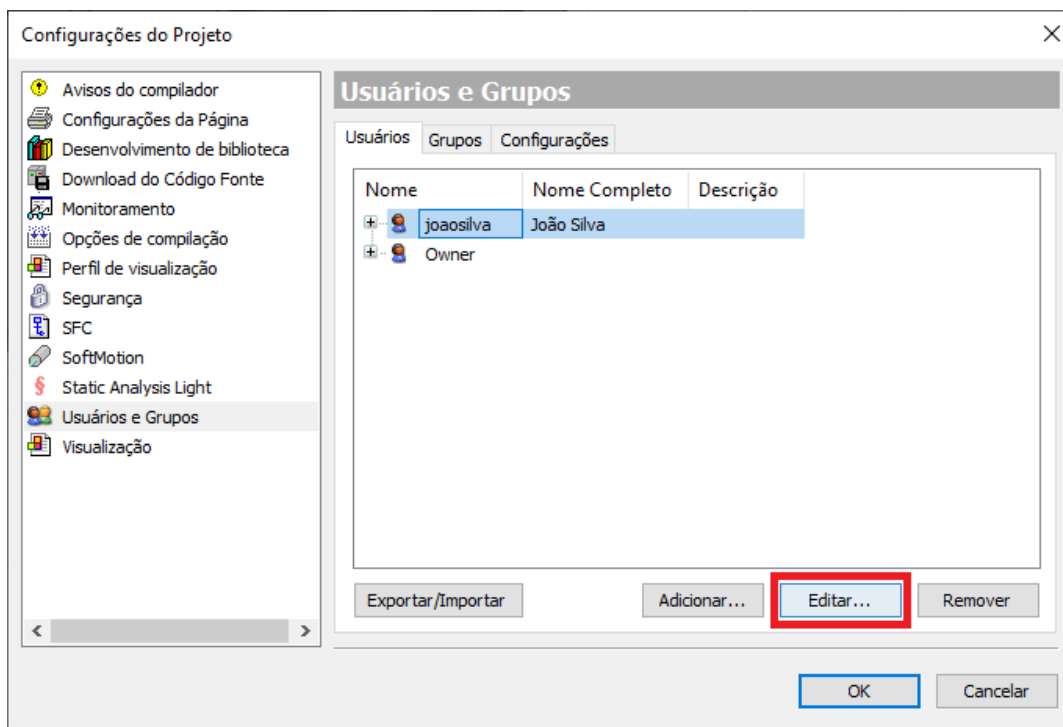 Configurações do Projeto
Avisos do compilador
Configurações da Página
Desenvolvimento de biblioteca
Download do Código Fonte
Monitoramento
Opções de compilação
Perfil de visualização
Segurança
SFC
SoftMotion
Static Analysis Light
Usuários e Grupos
Visualização
Usuários e Grupos
Usuários Grupos Configurações
Nome Nome Completo Descrição
joaosilva João Silva
Owner
Exportar/Importar Adicionar... Editar... Remover
OK Cancelar